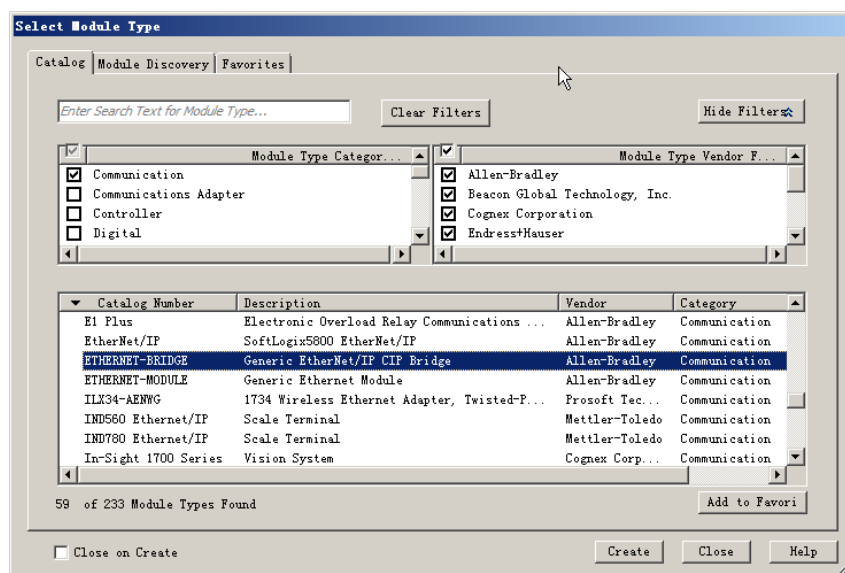 Select Module Type
Catalog Module Discovery Favorites
Enter Search Text for Module Type... Clear Filters Hide Filters
Module Type Categor... Module Type Vendor F...
Communication Allen-Bradley
Communications Adapter Beacon Global Technology, Inc.
Controller Cognex Corporation
Digital Endress+Hauser
Catalog Number Description Vendor Category
E1 Plus Electronic Overload Relay Communications ... Allen-Bradley Communication
EtherNet/IP SoftLogix5800 EtherNet/IP Allen-Bradley Communication
ETHERNET-BRIDGE Generic EtherNet/IP CIP Bridge Allen-Bradley Communication
ETHERNET-MODULE Generic Ethernet Module Allen-Bradley Communication
ILX34-AENWG 1734 Wireless Ethernet Adapter, Twisted-P... Prosoft Tec... Communication
IND560 Ethernet/IP Scale Terminal Mettler-Toledo Communication
IND780 Ethernet/IP Scale Terminal Mettler-Toledo Communication
In-Sight 1700 Series Vision System Cognex Corp... Communication
59 of 233 Module Types Found Add to Favori
Close on Create Create Close Help